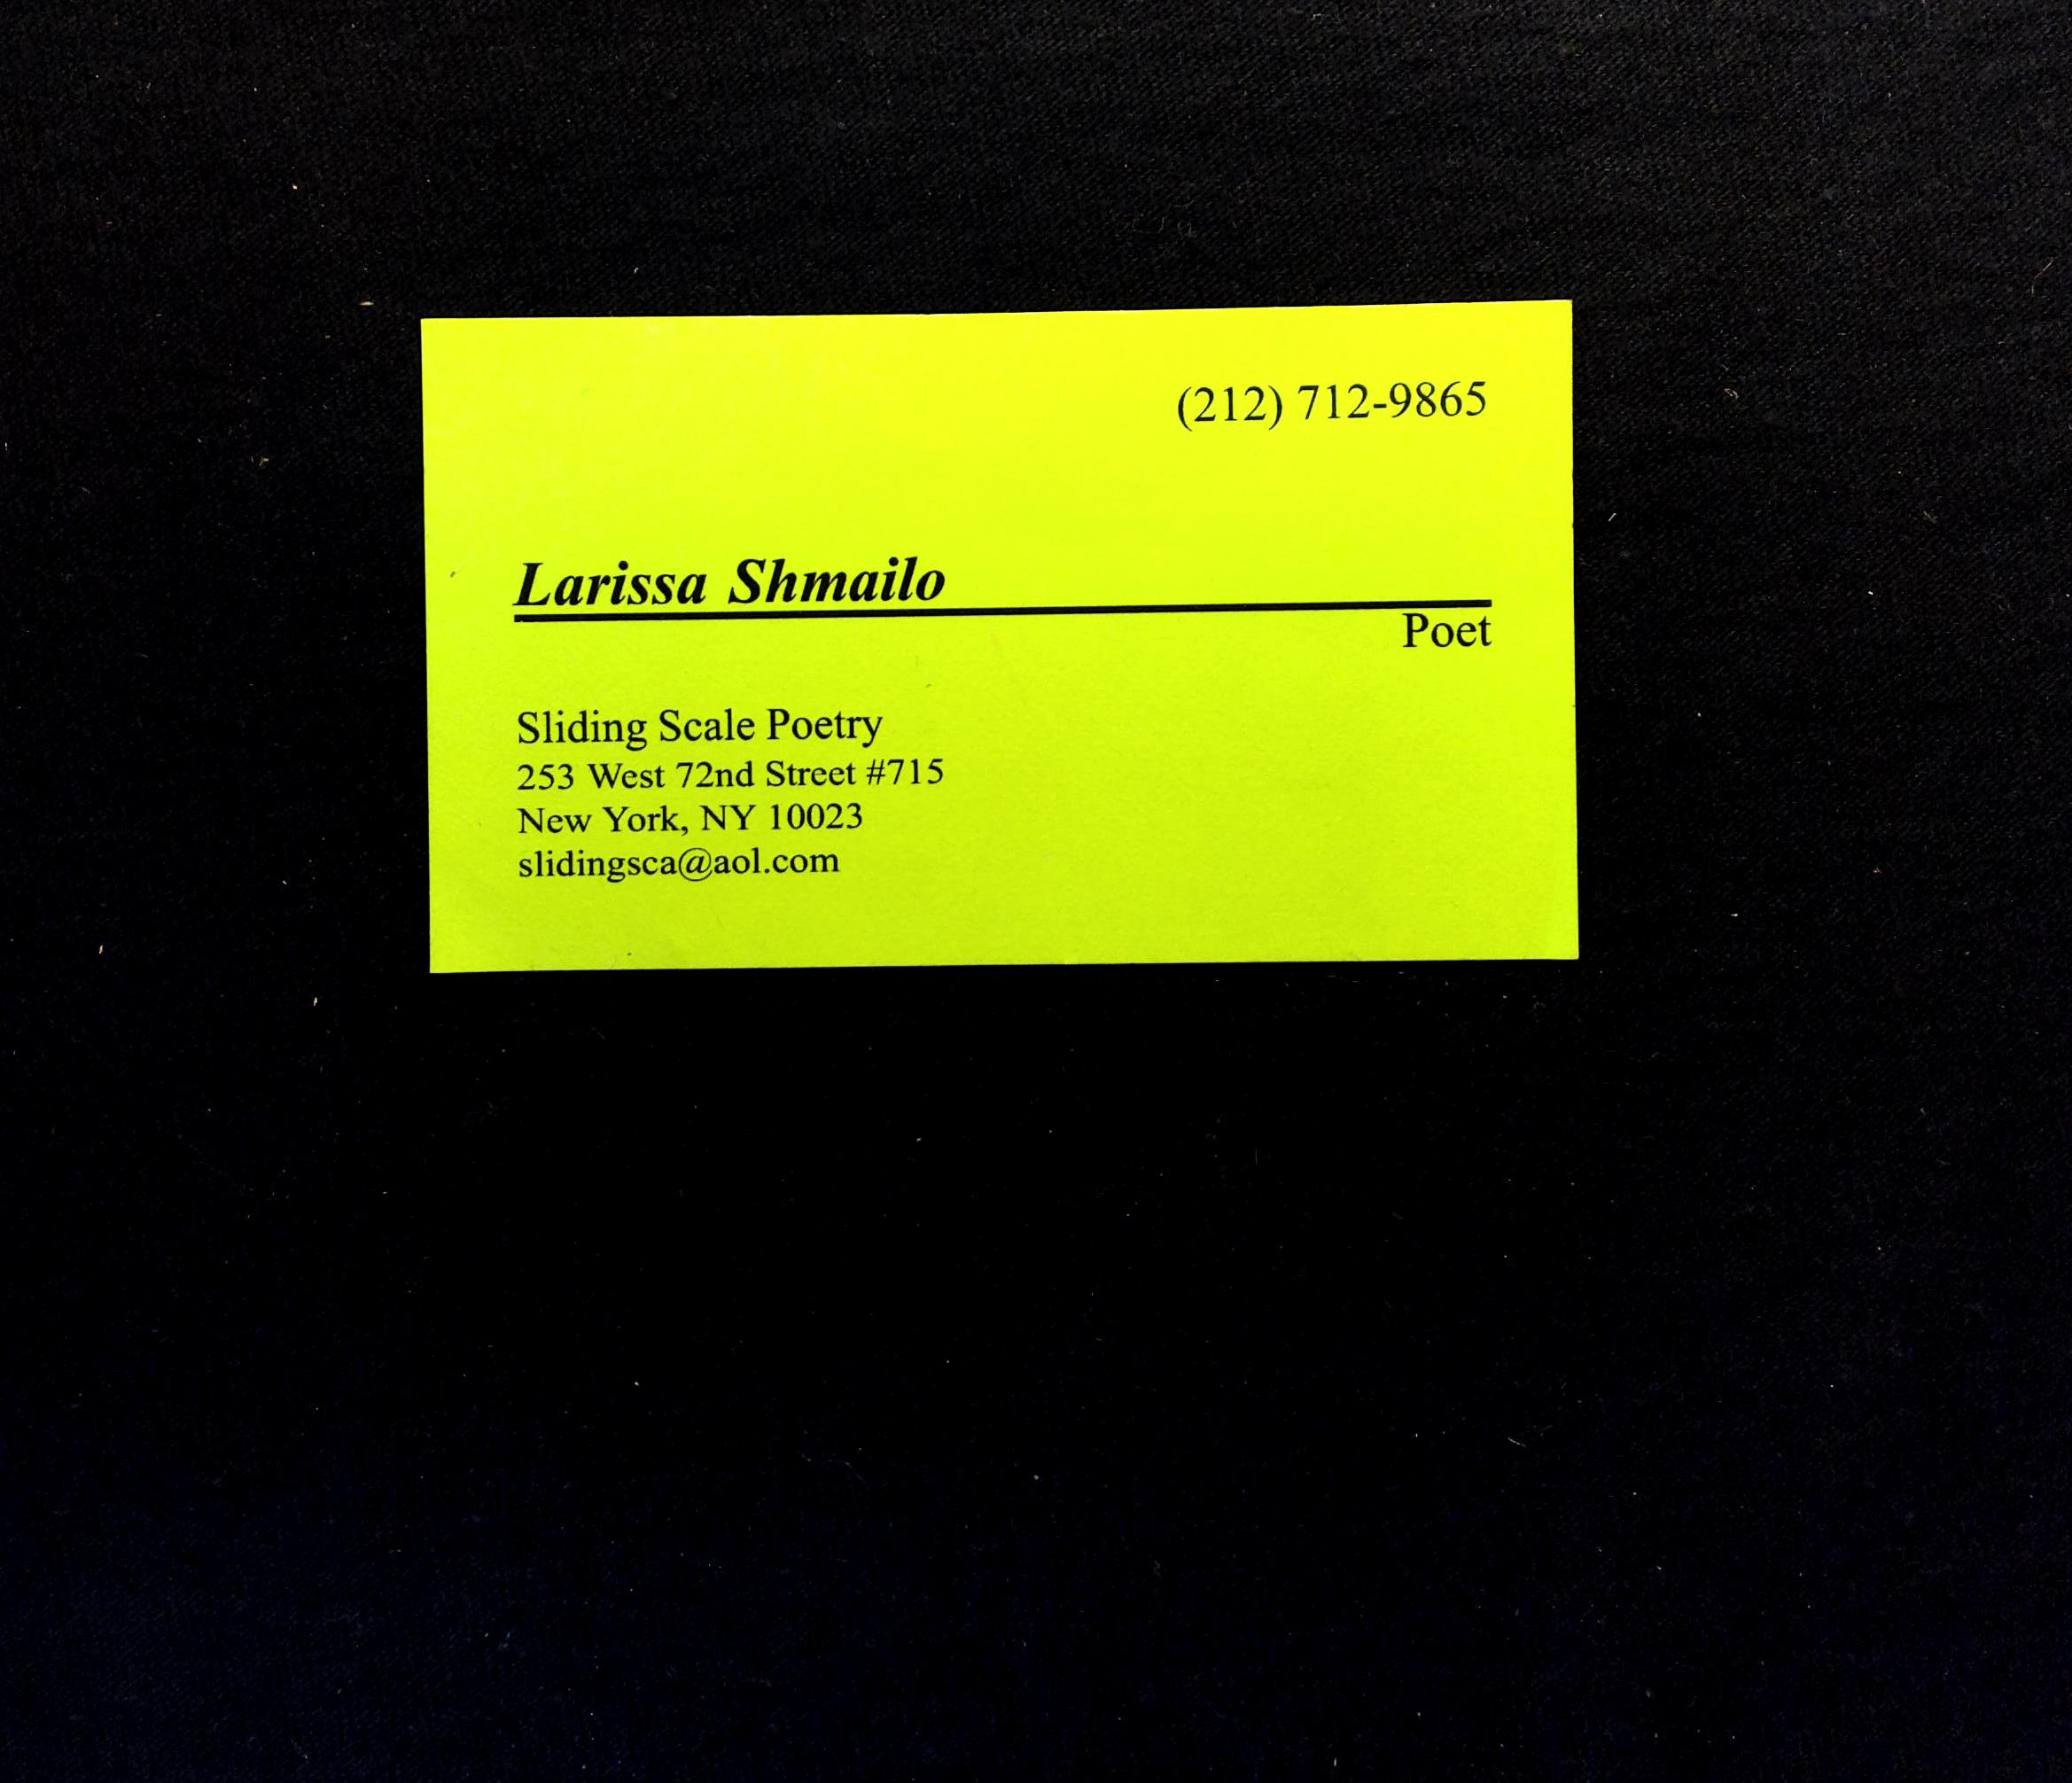 (212) 712-9865
Larissa Shmailo
Poet
Sliding Scale Poetry
253 West 72nd Street #715
New York, NY 10023
slidingsca@aol.com